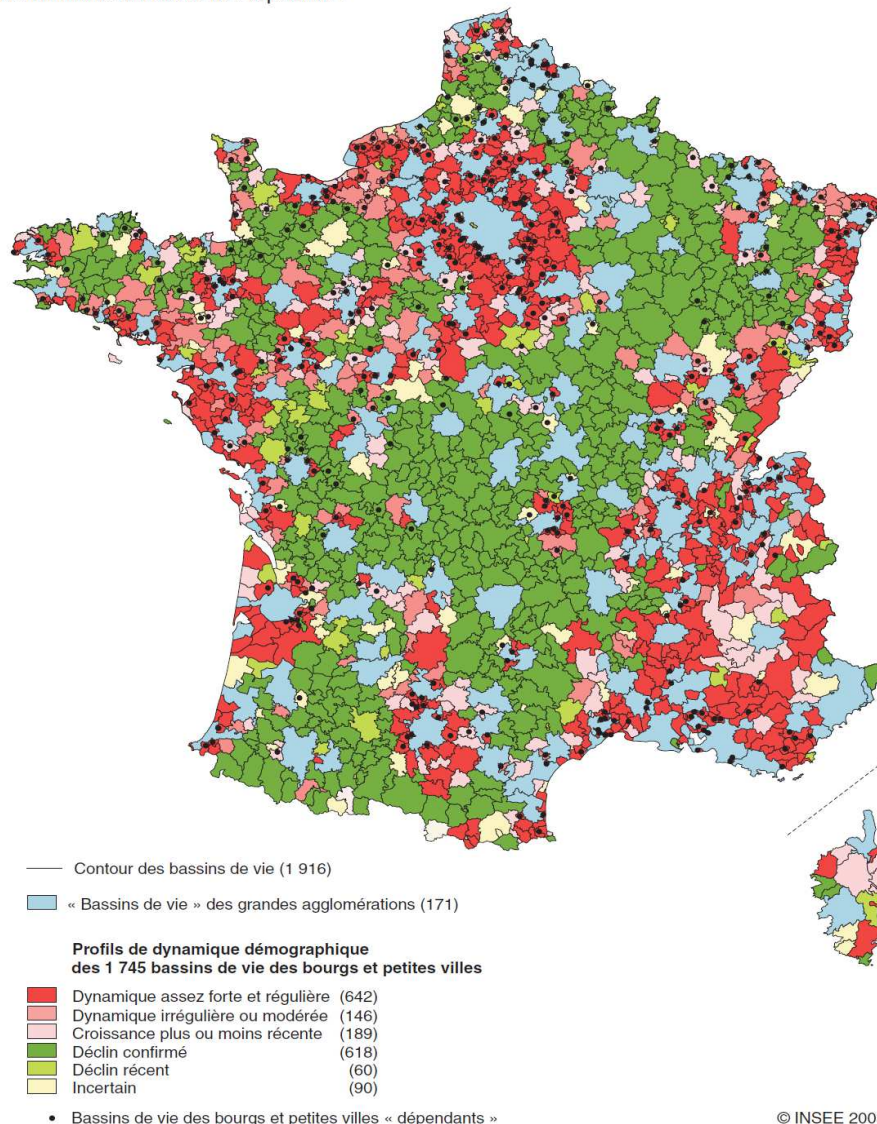 Contour des bassins de vie (1 916)
« Bassins de vie » des grandes agglomérations (171)
Profils de dynamique démographique
des 1 745 bassins de vie des bourgs et petites villes
Dynamique assez forte et régulière (642)
Dynamique irrégulière ou modérée (146)
Croissance plus ou moins récente (189)
Déclin confirmé (618)
Déclin récent (60)
Incertain (90)
• Bassins de vie des bourgs et petites villes « dépendants »
© INSEE 200